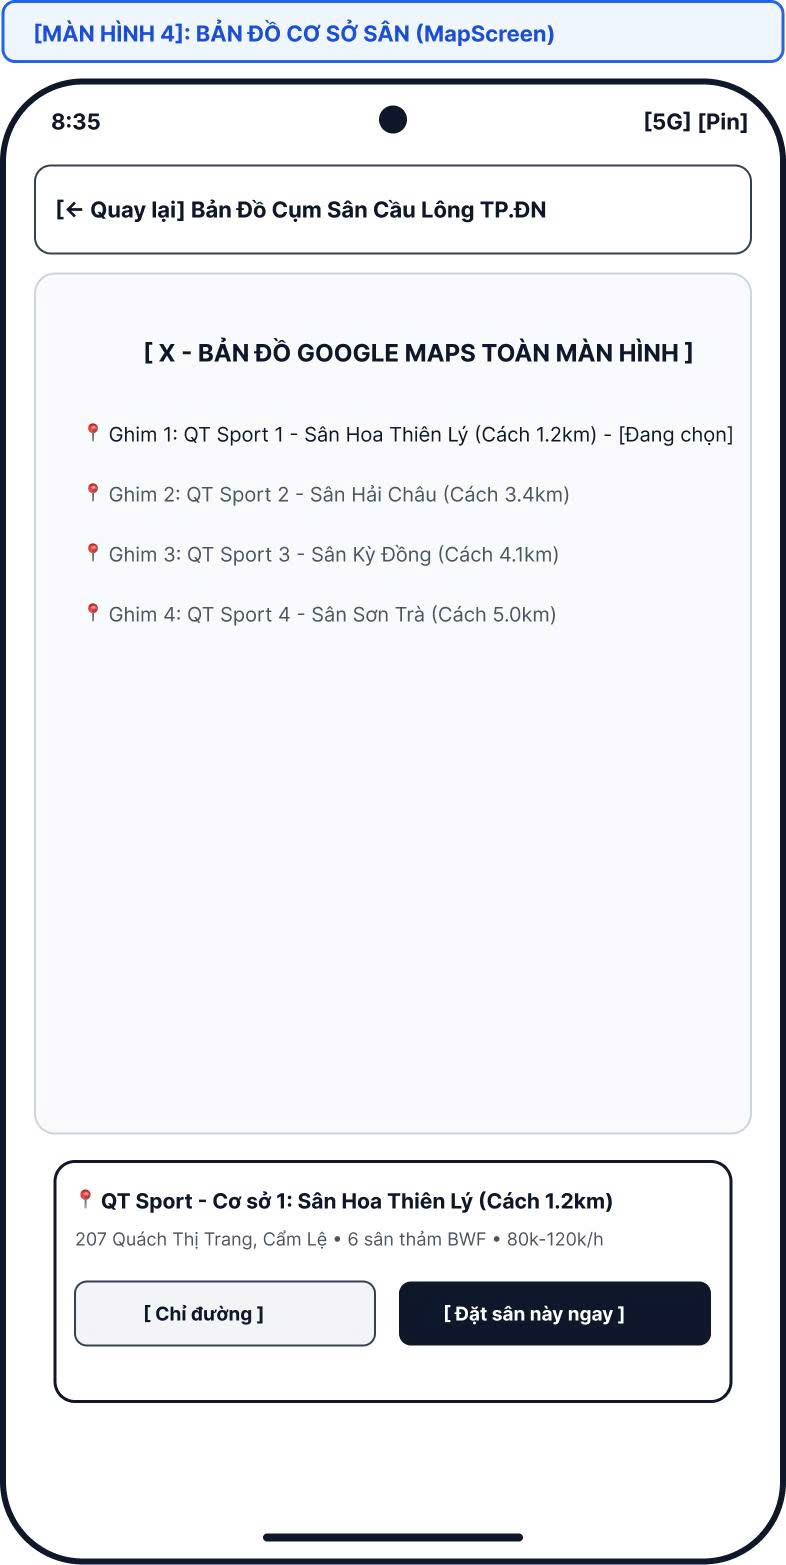 [MÀN HÌNH 4]: BẢN ĐỒ CƠ SỞ SÂN (MapScreen)
8:35
[5G] [Pin]
[← Quay lại] Bản Đồ Cụm Sân Cầu Lông TP.ĐN
[ X - BẢN ĐỒ GOOGLE MAPS TOÀN MÀN HÌNH ]
📍 Ghim 1: QT Sport 1 - Sân Hoa Thiên Lý (Cách 1.2km) - [Đang chọn]
📍 Ghim 2: QT Sport 2 - Sân Hải Châu (Cách 3.4km)
📍 Ghim 3: QT Sport 3 - Sân Kỳ Đồng (Cách 4.1km)
📍 Ghim 4: QT Sport 4 - Sân Sơn Trà (Cách 5.0km)
📍 QT Sport - Cơ sở 1: Sân Hoa Thiên Lý (Cách 1.2km)
207 Quách Thị Trang, Cẩm Lệ • 6 sân thảm BWF • 80k-120k/h
[ Chỉ đường ]
[ Đặt sân này ngay ]